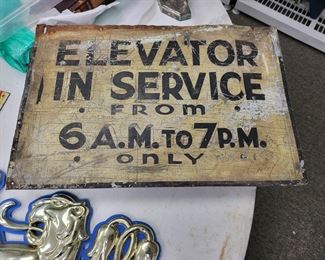 ELEVATOR
IN SERVICE
• FROM •
6 A.M. TO 7 P.M.
• ONLY •